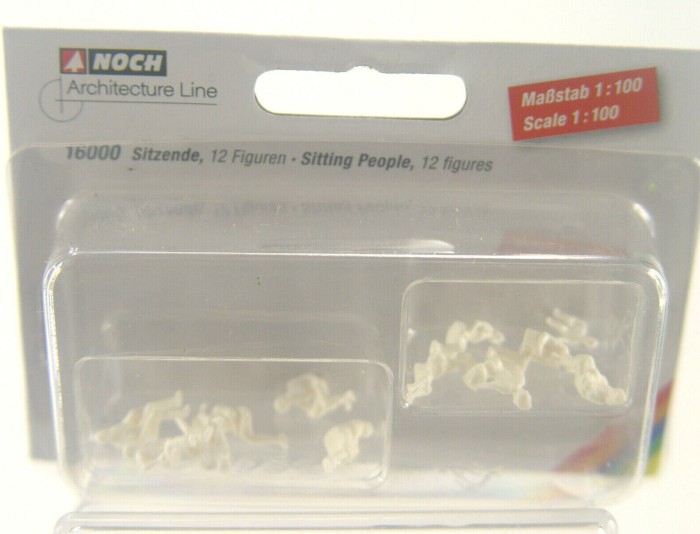 NOCH
Architecture Line
Maßstab 1:100
Scale 1:100
16000 Sitzende, 12 Figuren · Sitting People, 12 figures